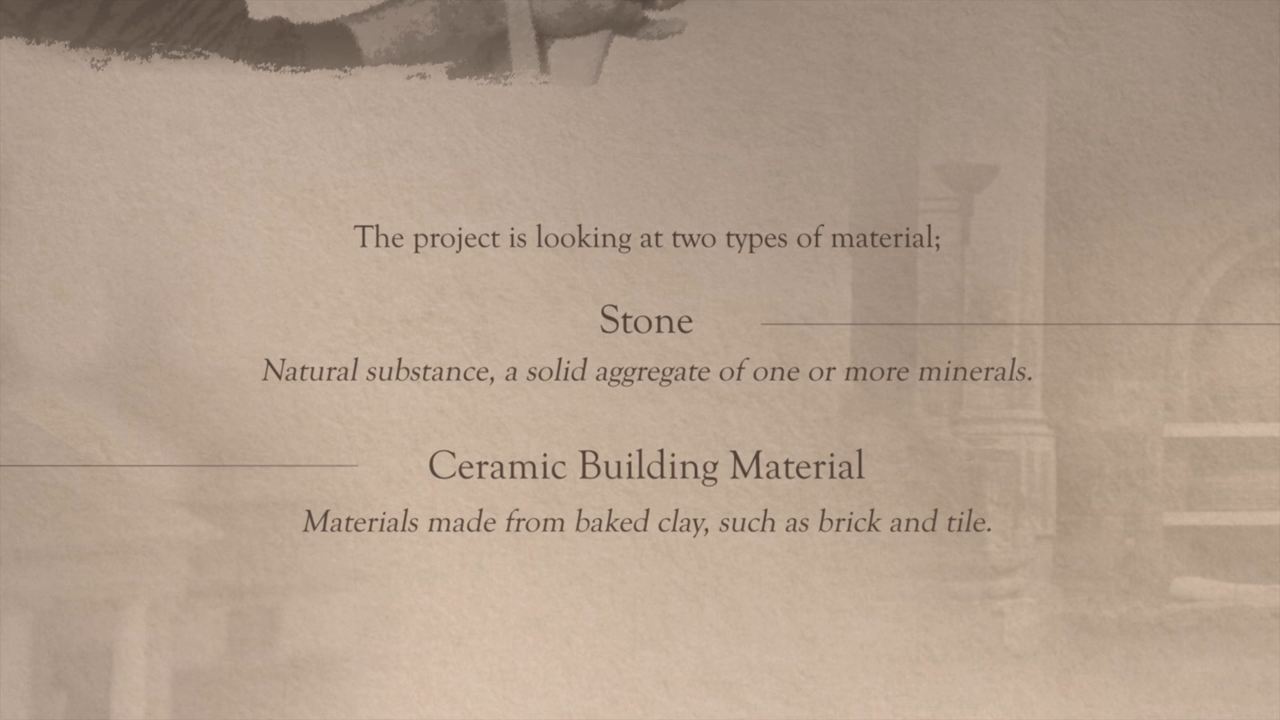 The project is looking at two types of material;
Stone
Natural substance, a solid aggregate of one or more minerals.
Ceramic Building Material
Materials made from baked clay, such as brick and tile.